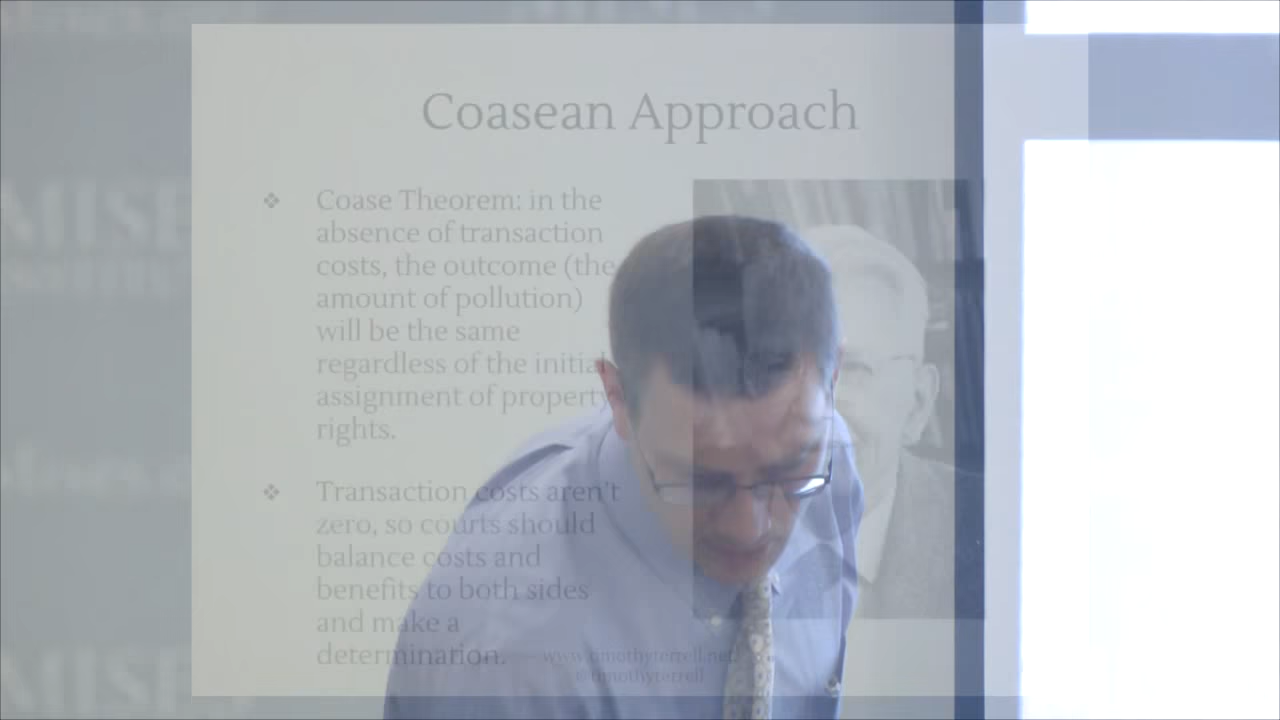 Coasean Approach
❖ Coase Theorem: in the
absence of transaction
costs, the outcome (the
amount of pollution)
will be the same
regardless of the initial
assignment of property
rights.
❖ Transaction costs aren't
zero, so courts should
balance costs and
benefits to both sides
and make a
determination.
www.timothyterrell.net
@timothyterrell
MISES
MISES